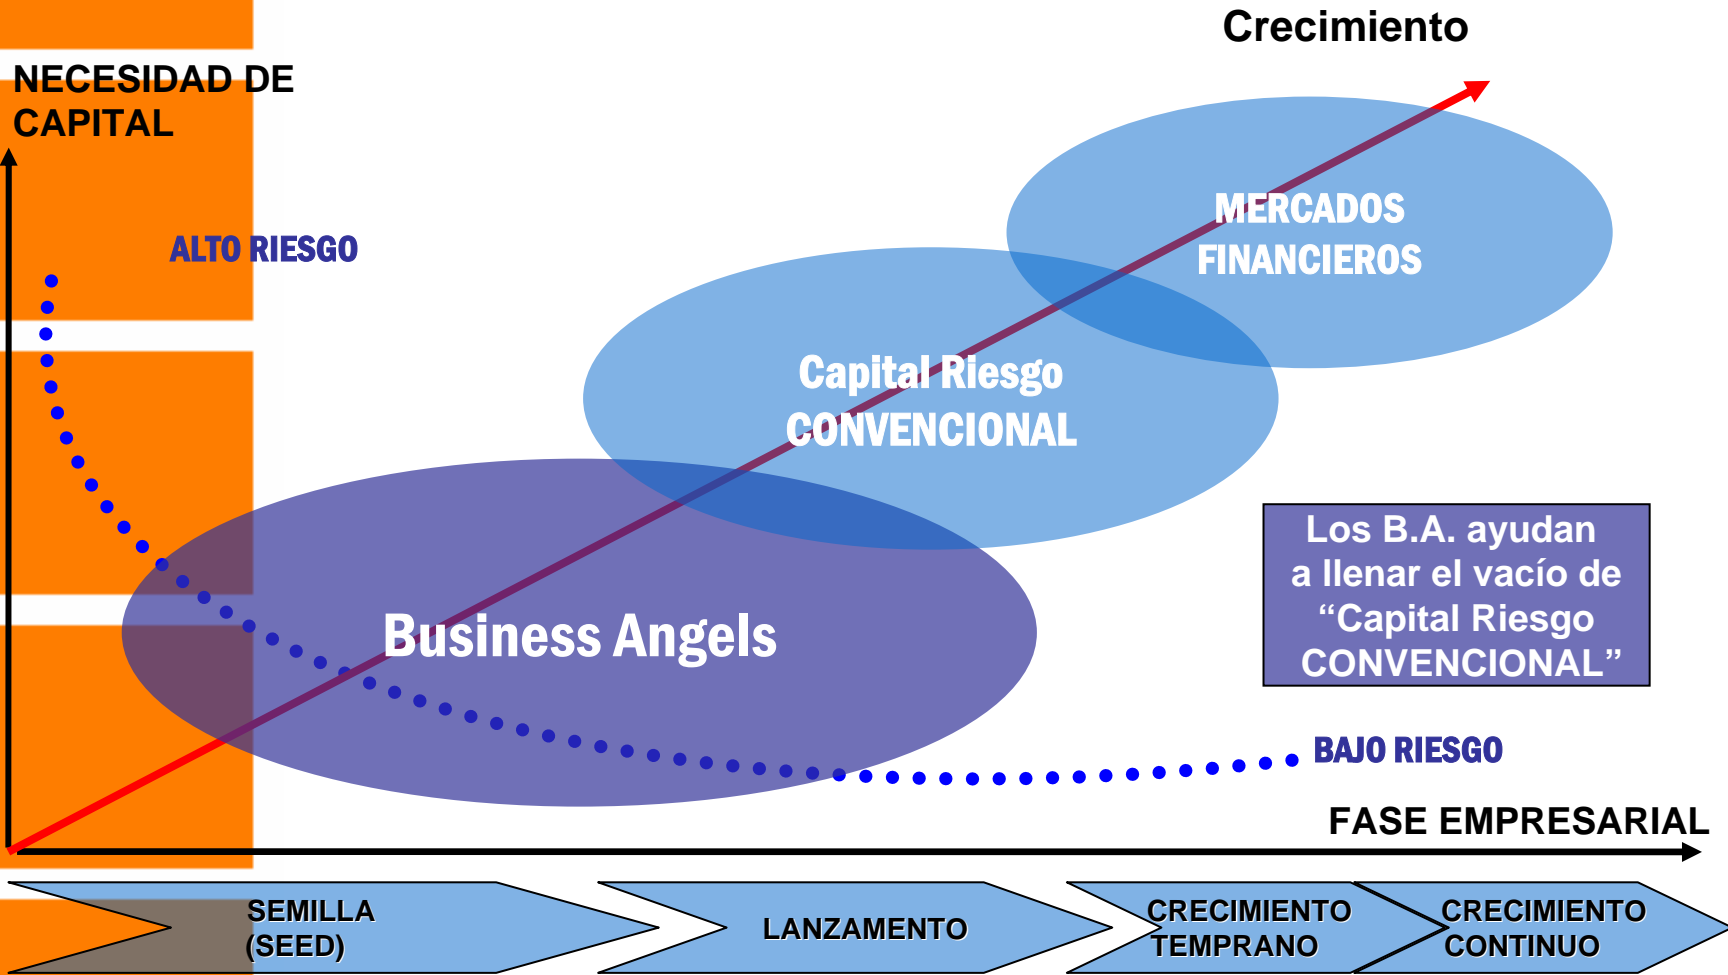 Crecimiento
NECESIDAD DE
CAPITAL
ALTO RIESGO
MERCADOS
FINANCIEROS
Capital Riesgo
CONVENCIONAL
Business Angels
Los B.A. ayudan
a llenar el vacío de
“Capital Riesgo
CONVENCIONAL”
BAJO RIESGO
FASE EMPRESARIAL
SEMILLA
(SEED)
LANZAMENTO
CRECIMIENTO
TEMPRANO
CRECIMIENTO
CONTINUO